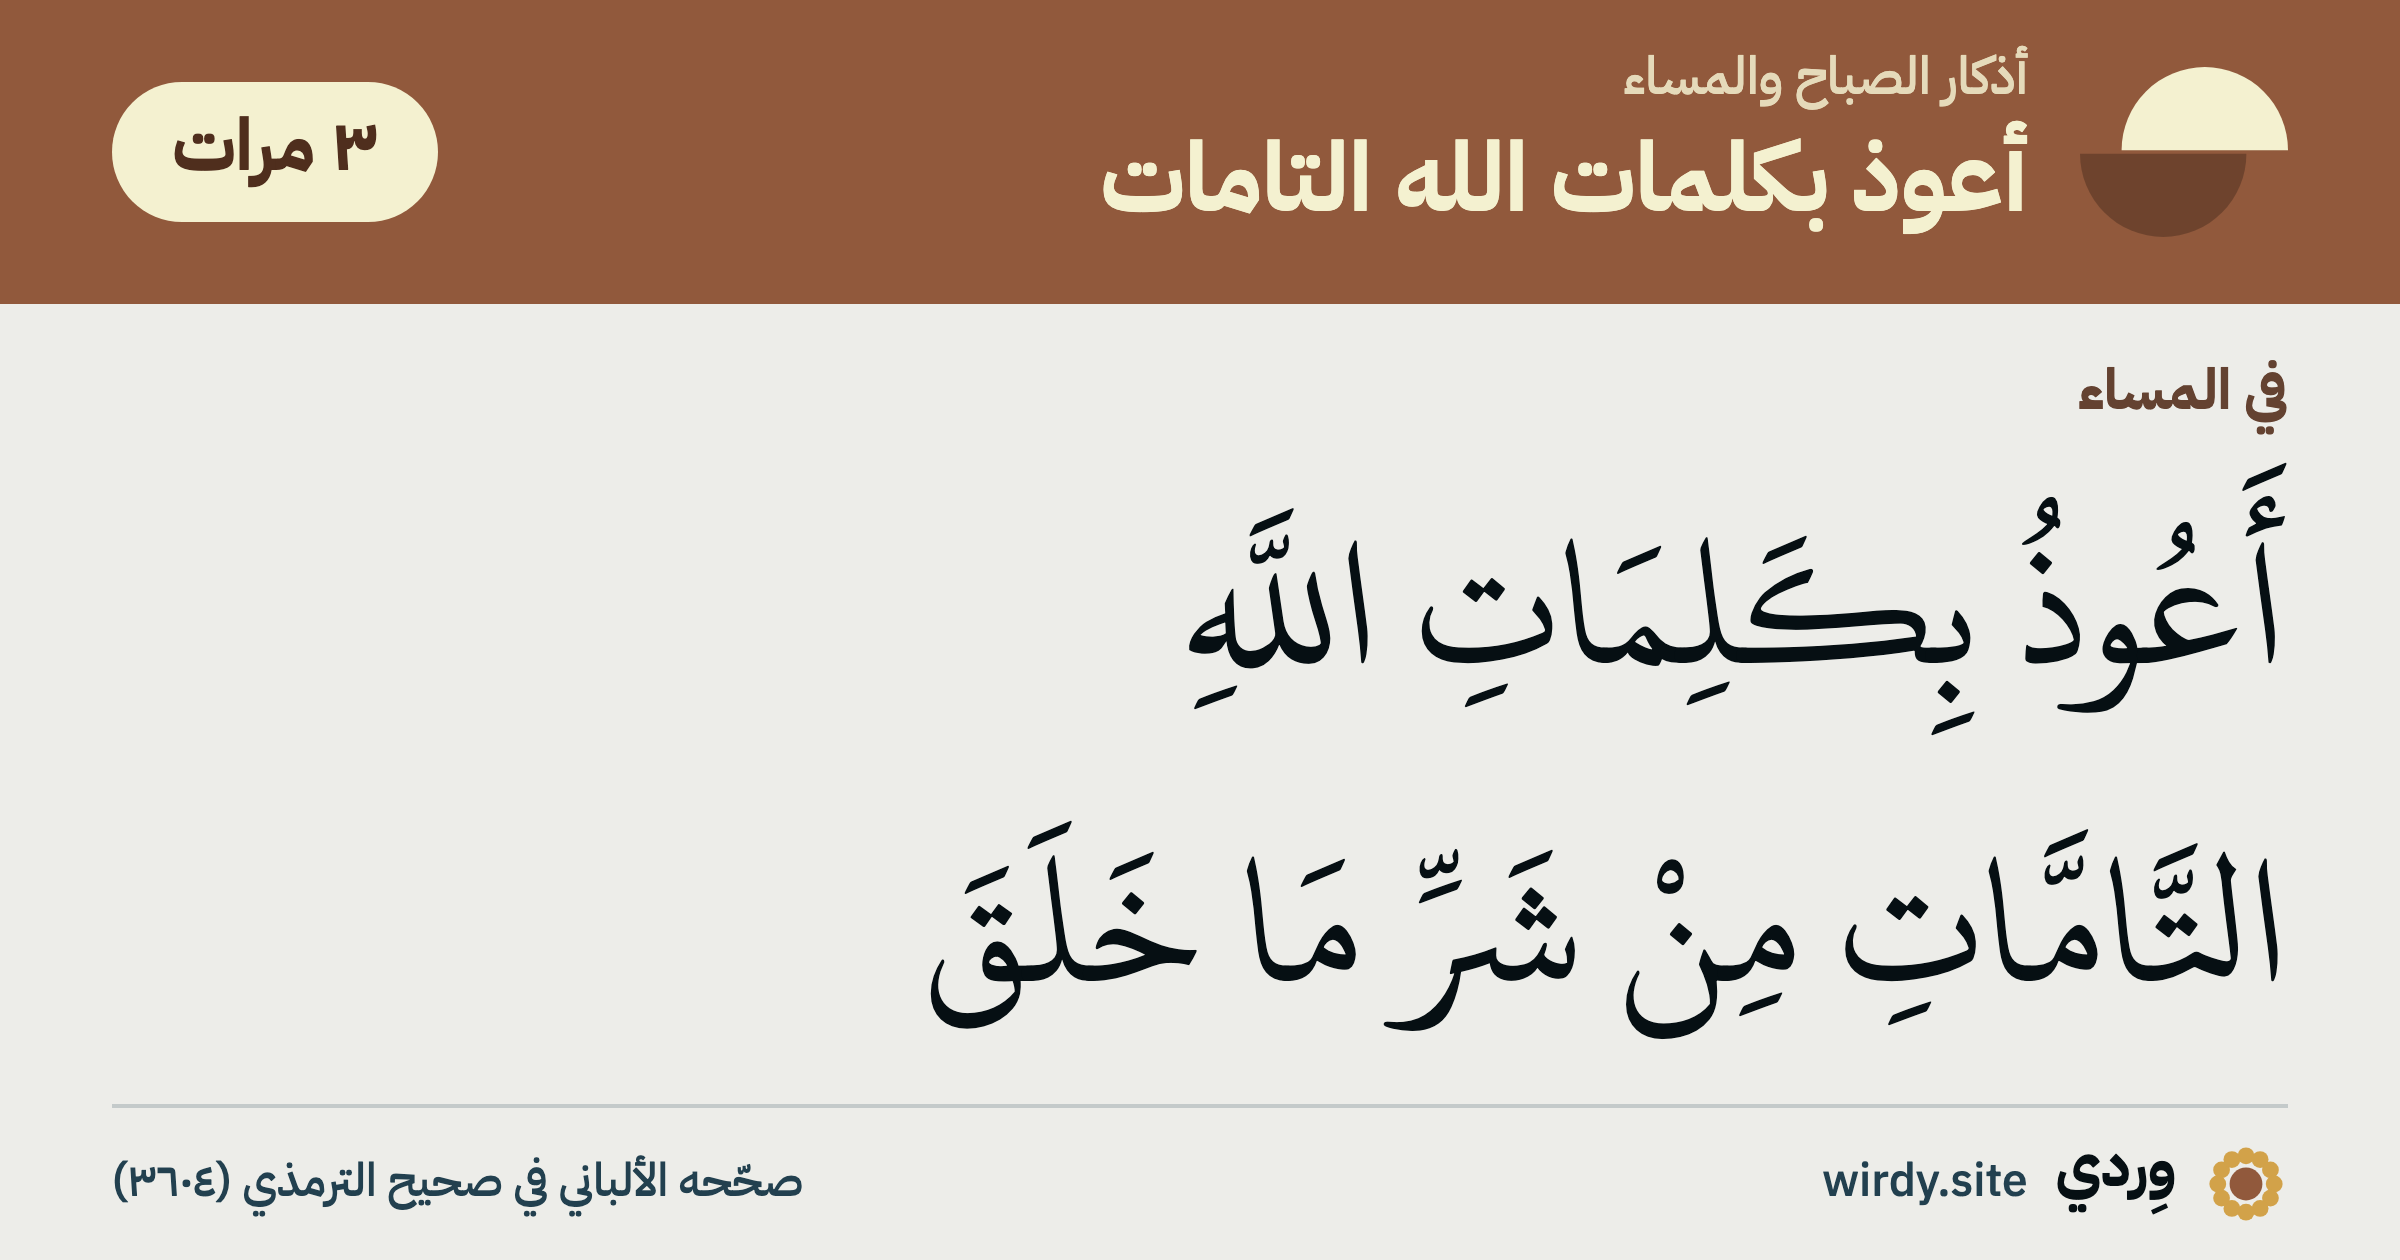 أذكار الصباح والمساء
أعوذ بكلمات الله التامات
٣ مرات
في المساء
أَعُوذُ بِكَلِمَاتِ اللَّهِ
التَّامَّاتِ مِنْ شَرِّ مَا خَلَقَ
وِردي wirdy.site
صحّحه الألباني في صحيح الترمذي (٣٦٠٤)